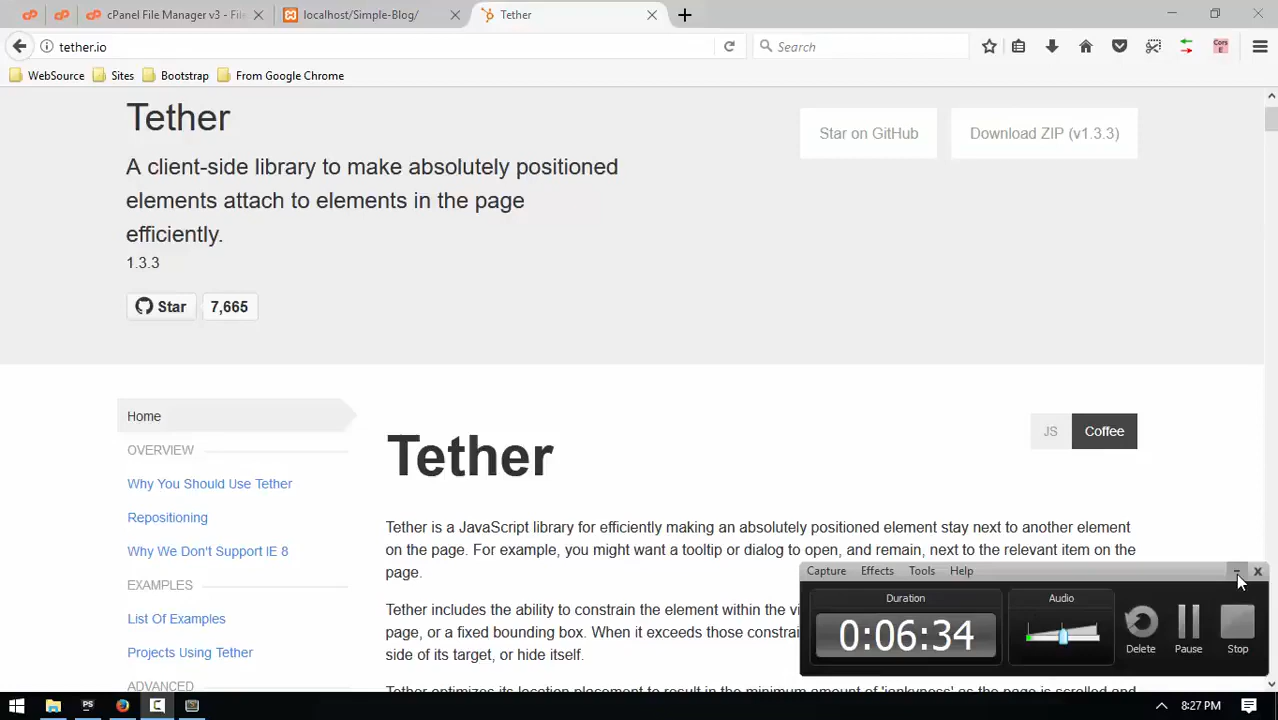 cPanel File Manager v3 - File
localhost/Simple-Blog/
Tether
tether.io
Search
Cors E
WebSource
Sites
Bootstrap
From Google Chrome
Tether
Star on GitHub
Download ZIP (v1.3.3)
A client-side library to make absolutely positioned
elements attach to elements in the page
efficiently.
1.3.3
Star
7,665
Home
JS
Coffee
OVERVIEW
Tether
Why You Should Use Tether
Repositioning
Tether is a JavaScript library for efficiently making an absolutely positioned element stay next to another element
on the page. For example, you might want a tooltip or dialog to open, and remain, next to the relevant item on the
page.
Why We Don't Support IE 8
EXAMPLES
Tether includes the ability to constrain the element within the
page, or a fixed bounding box. When it exceeds those
side of its target, or hide itself.
List Of Examples
Projects Using Tether
ADVANCED
Tether optimizes its location placement to result in the minimum amount of 'jankyness' as the page is scrolled and
Capture
Effects
Tools
Help
Duration
0:06:34
Audio
Delete
Pause
Stop
PS
8:27 PM